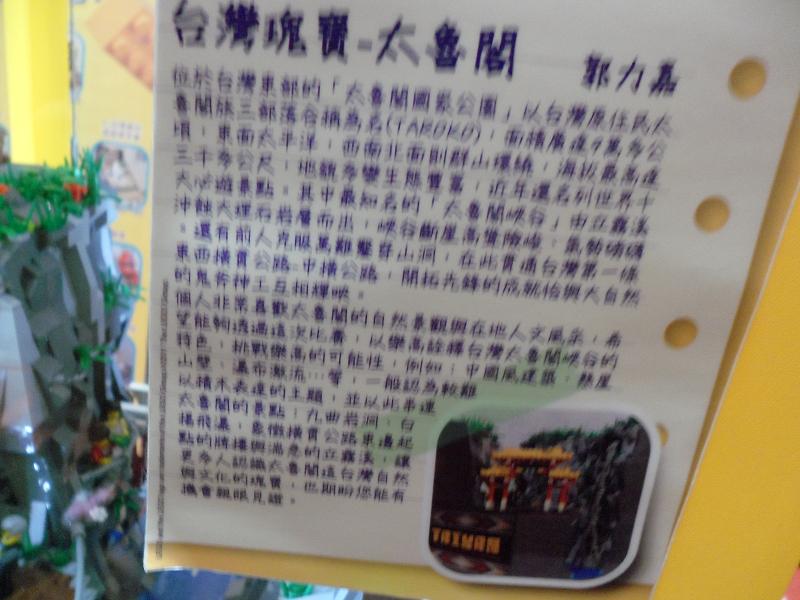 台灣瑰寶-太魯閣
郭力嘉
位於台灣東部的「太魯閣國家公園」以台灣原住民太
魯閣族三部落合稱為名(TAROKO)，面積廣達9萬多公
頃，東面太平洋，西南北面則群山環繞，海拔最高達
三千多公尺，地貌多變生態豐富，近年還名列世界十
大必遊景點。其中最知名的「太魯閣峽谷」由立霧溪
沖蝕大理石岩層而出，峽谷斷崖高聳險峻，氣勢磅礡
。還有前人克服萬難鑿穿山洞，在此貫通台灣第一條
東西橫貫公路-中橫公路，開拓先鋒的成就恰與大自然
的鬼斧神工互相輝映。
個人非常喜歡太魯閣的自然景觀與在地人文風采，希
望能夠透過這次比賽，以樂高詮釋台灣太魯閣峽谷的
特色，挑戰樂高的可能性，例如：中國風建築、懸崖
山壁、瀑布激流…等，一般認為較難
以積木表達的主題，並以此串連
太魯閣的景點：九曲岩洞、白
楊飛瀑、象徵橫貫公路東邊起
點的牌樓與湍急的立霧溪，讓
更多人認識太魯閣這台灣自然
與文化的瑰寶，也期盼您能有
機會親眼見證。